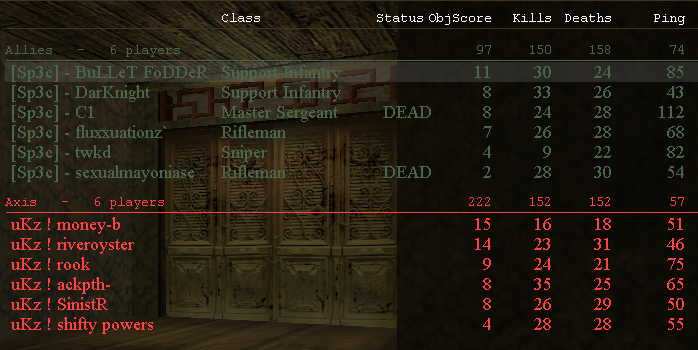 Class Status ObjScore Kills Deaths Ping
Allies - 6 players 97 150 158 74
[Sp3c] - BuLLeT FoDDeR Support Infantry 11 30 24 85
[Sp3c] - DarKnight Support Infantry 8 33 26 43
[Sp3c] - C1 Master Sergeant DEAD 8 24 28 112
[Sp3c] - fluxxuationz` Rifleman 7 26 28 68
[Sp3c] - twkd Sniper 4 9 22 82
[Sp3c] - sexualmayoniase Rifleman DEAD 2 28 30 54
Axis - 6 players 222 152 152 57
uKz ! money-b 15 16 18 51
uKz ! riveroyster 14 23 31 46
uKz ! rook 9 24 21 75
uKz ! ackpth- 8 35 25 65
uKz ! SinistR 8 26 29 50
uKz ! shifty powers 4 28 28 55